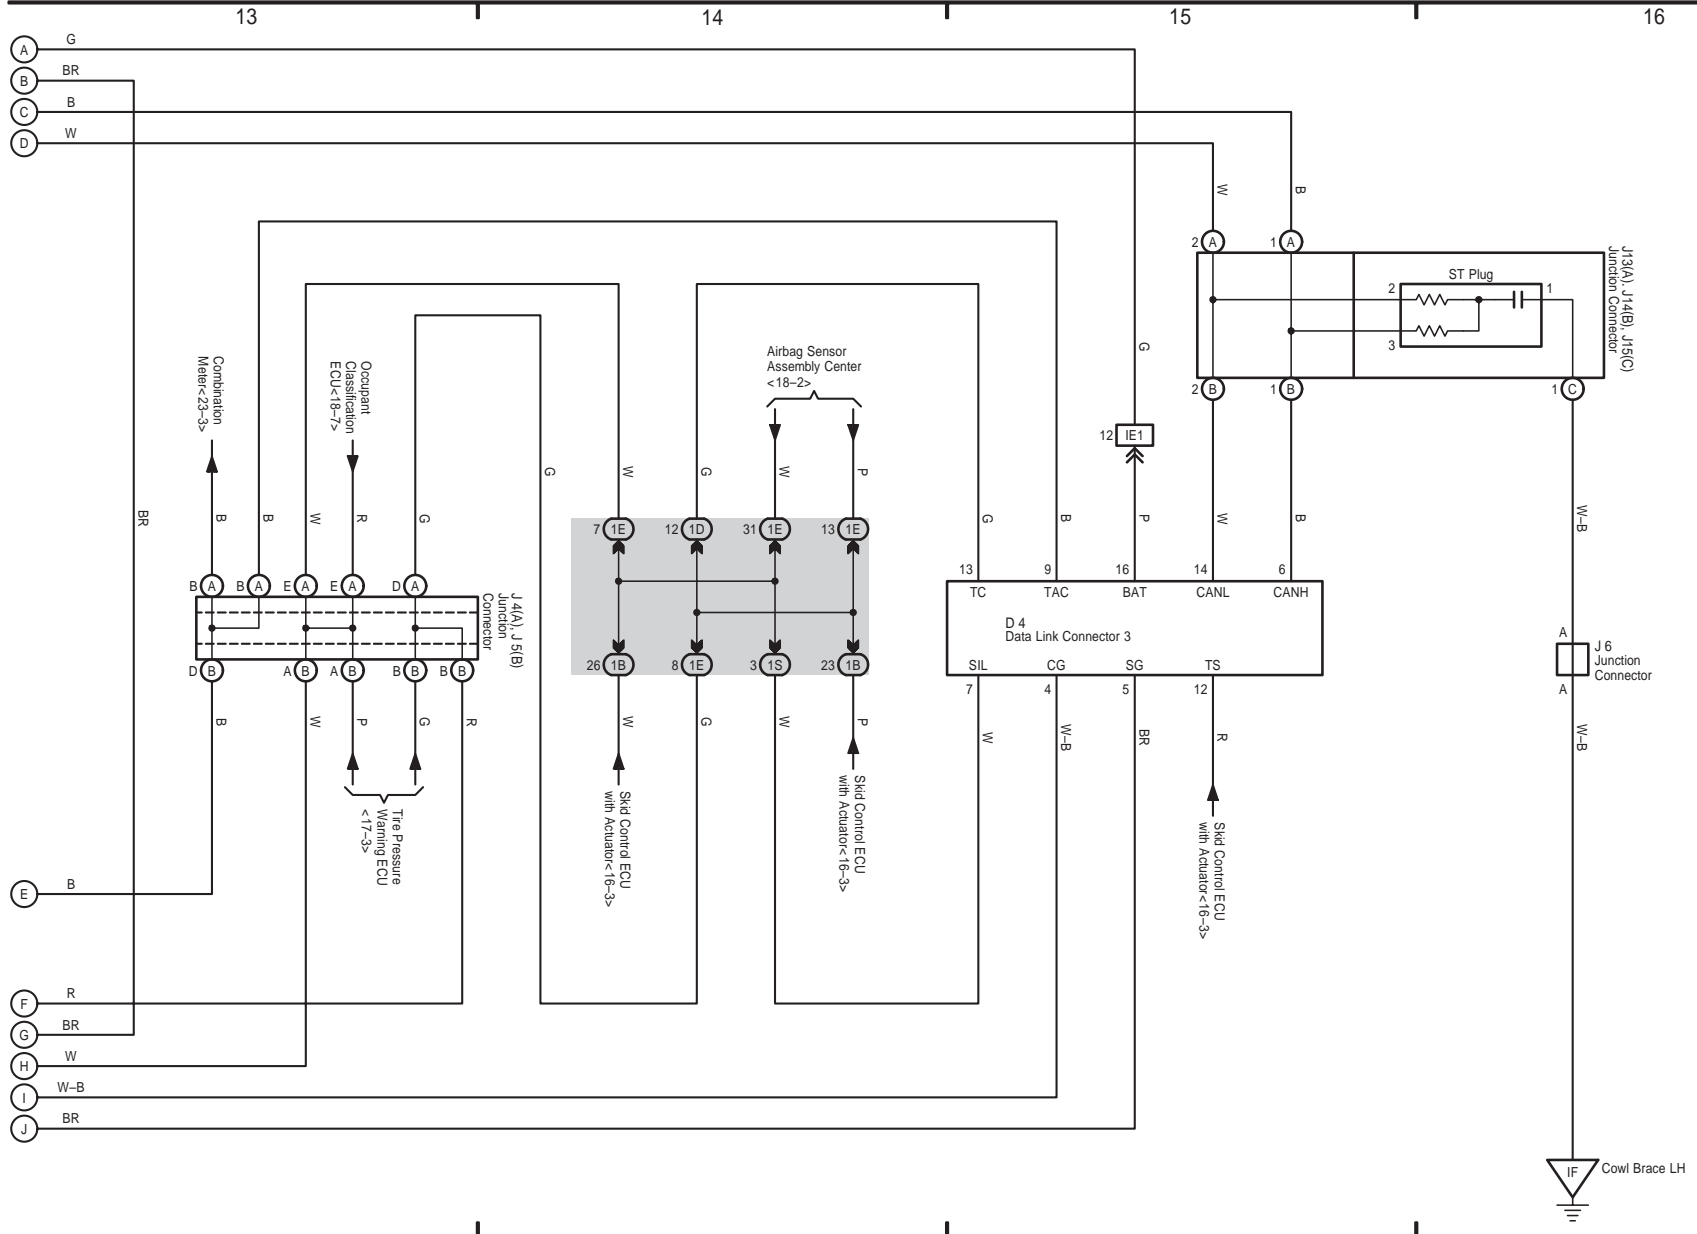 13 14 15 16
A G
B BR
C B
D W
W B
2 A 1 A
ST Plug
2 1
3
J13(A), J14(B), J15(C)
Junction Connector
2 B 1 B 1 C
Combination
Meter<23–3>
Occupant
Classification
ECU<18–7>
Airbag Sensor
Assembly Center
<18–2>
G
12 IE1
G W G W P
BR B B W R G G B P W B W–B
7 1E 12 1D 31 1E 13 1E
B A B A E A E A D A
J 4(A), J 5(B)
Junction
Connector
13 9 16 14 6
TC TAC BAT CANL CANH
D 4
Data Link Connector 3
SIL CG SG TS
7 4 5 12
26 1B 8 1E 3 1S 23 1B
D B A B A B B B B B
A
J 6
Junction
Connector
A
B W P G R W G W P W W–B BR R W–B
Tire Pressure
Warning ECU
<17–3>
Skid Control ECU
with Actuator<16–3>
Skid Control ECU
with Actuator<16–3>
Skid Control ECU
with Actuator<16–3>
E B
F R
G BR
H W
I W–B
J BR
IF Cowl Brace LH